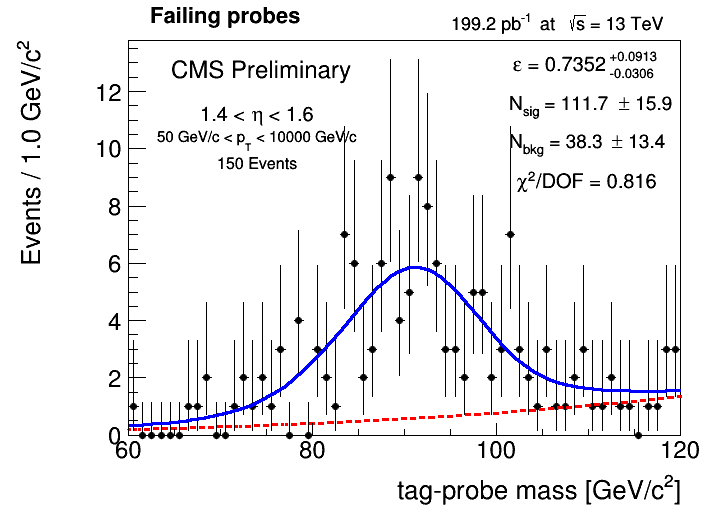 Failing probes
199.2 pb⁻¹ at √s = 13 TeV
CMS Preliminary
1.4 < η < 1.6
50 GeV/c < p_T < 10000 GeV/c
150 Events
ε = 0.7352 +0.0913 -0.0306
N_sig = 111.7 ± 15.9
N_bkg = 38.3 ± 13.4
χ²/DOF = 0.816
Events / 1.0 GeV/c²
12
10
8
6
4
2
0
60 80 100 120
tag-probe mass [GeV/c²]